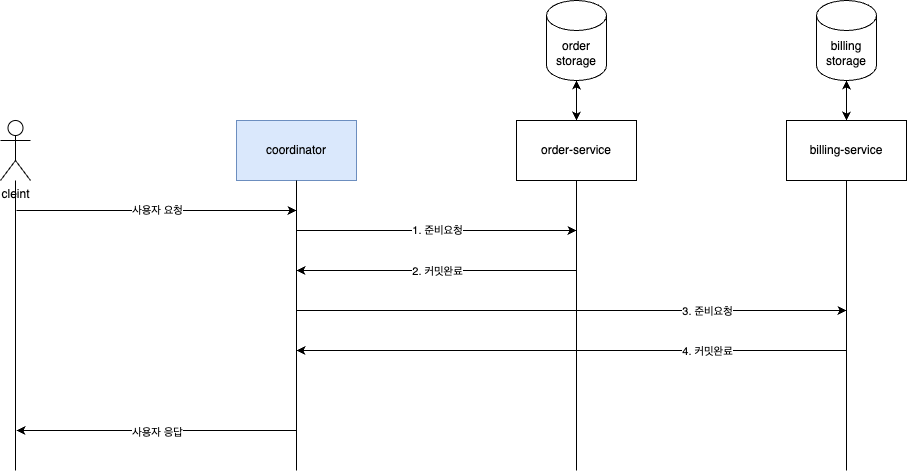 order
storage
billing
storage
coordinator
order-service
billing-service
cleint
사용자 요청
1. 준비요청
2. 커밋완료
3. 준비요청
4. 커밋완료
사용자 응답